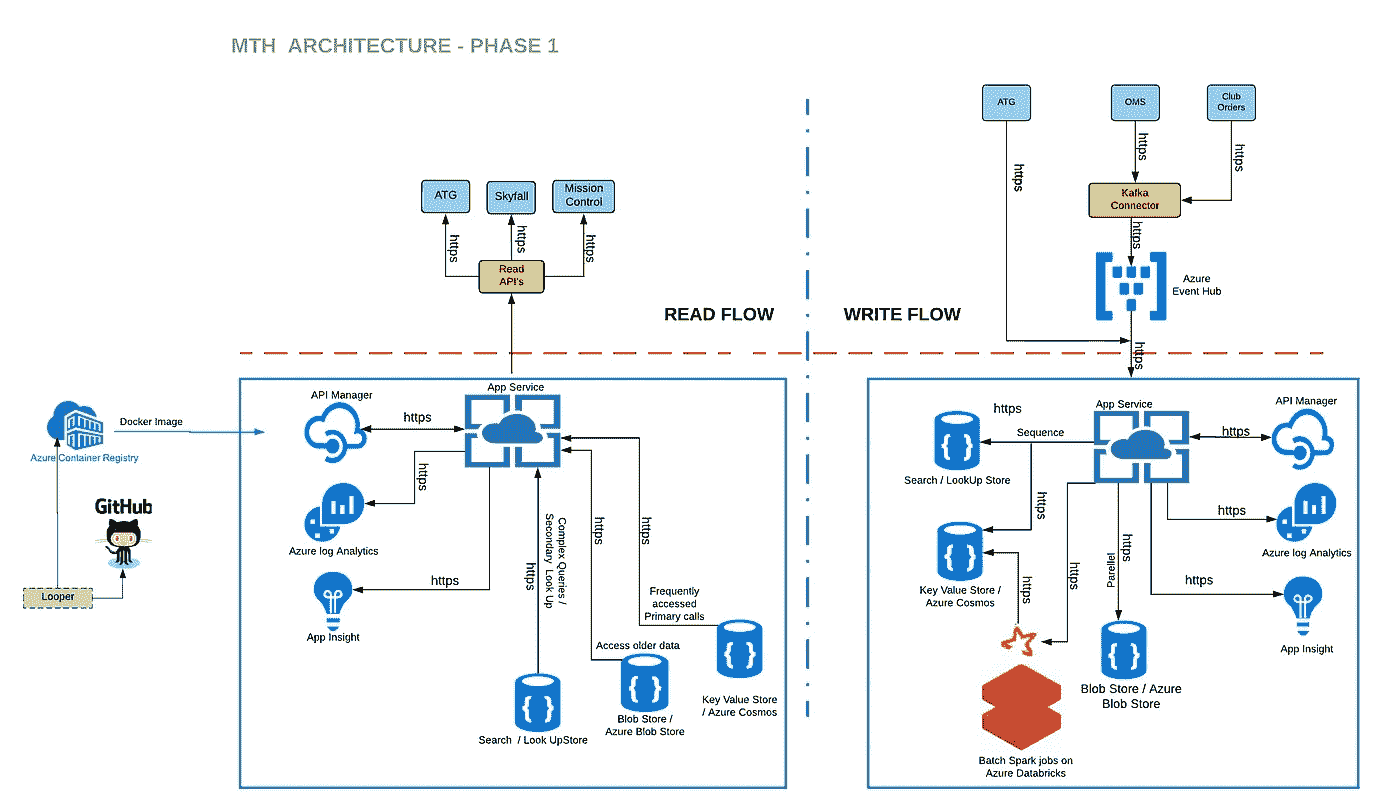 MTH ARCHITECTURE - PHASE 1
ATG
Skyfall
Mission
Control
https
https
https
Read
API's
READ FLOW
WRITE FLOW
ATG
OMS
Club
Orders
https
https
https
Kafka
Connector
https
Azure
Event Hub
https
Docker Image
Azure Container Registry
GitHub
Looper
API Manager
App Service
https
https
Azure log Analytics
https
App Insight
https
Complex Queries /
Secondary Look Up
https
https
Frequently
accessed
Primary calls
Access older data
Search / Look UpStore
Blob Store /
Azure Blob Store
Key Value Store
/ Azure Cosmos
App Service
API Manager
https
Sequence
https
Search / LookUp Store
https
https
Azure log Analytics
Key Value Store /
Azure Cosmos
https
https
Parellel
https
https
App Insight
Blob Store / Azure
Blob Store
Batch Spark jobs on
Azure Databricks